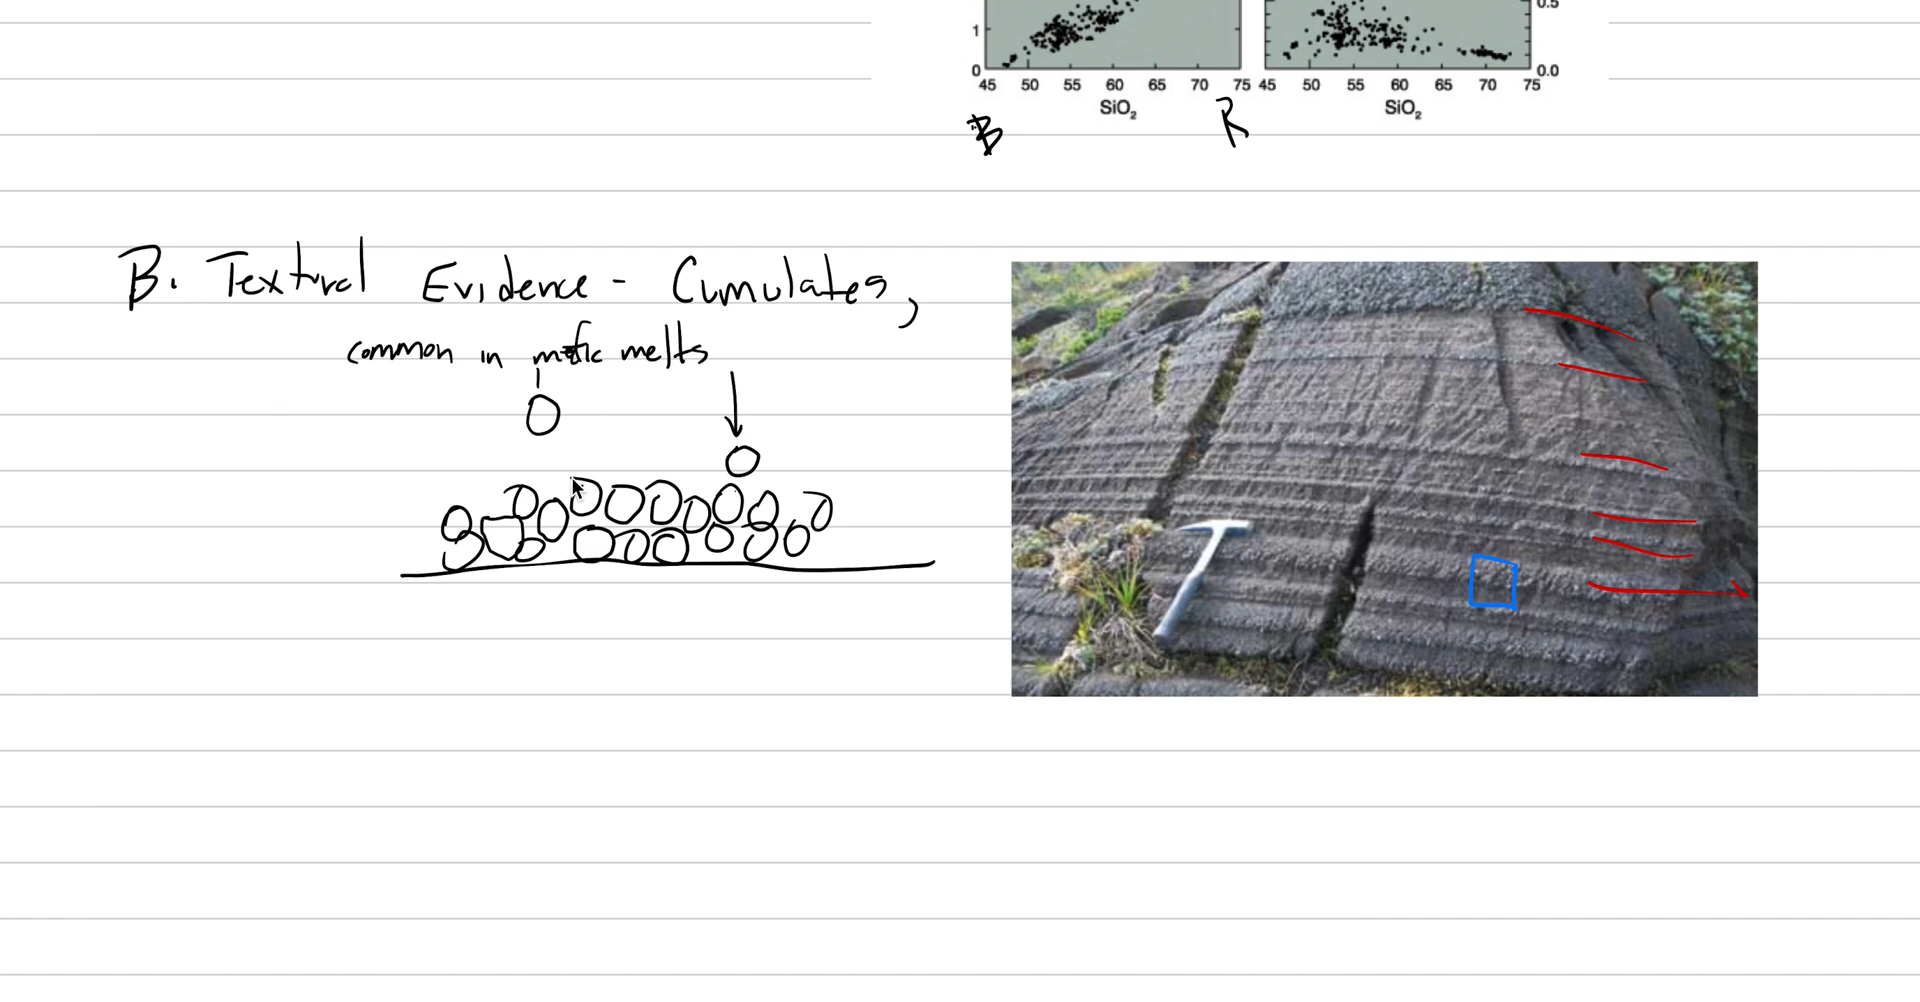 0.5
1
0
0.0
45 50 55 60 65 70 75 45 50 55 60 65 70 75
SiO₂ SiO₂
B R
B. Textural Evidence - Cumulates,
common in mafic melts